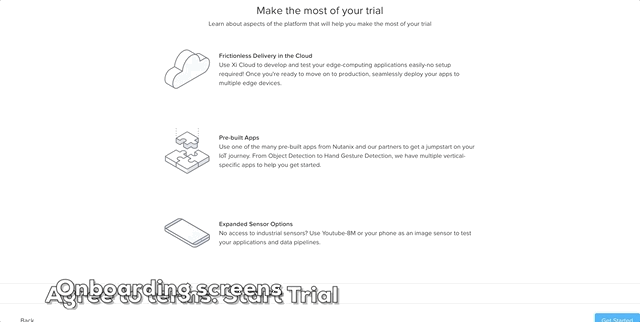 Make the most of your trial
Learn about aspects of the platform that will help you make the most of your trial
Frictionless Delivery in the Cloud
Use Xi Cloud to develop and test your edge-computing applications easily-no setup
required! Once you're ready to move on to production, seamlessly deploy your apps to
multiple edge devices.
Pre-built Apps
Use one of the many pre-built apps from Nutanix and our partners to get a jumpstart on your
IoT journey. From Object Detection to Hand Gesture Detection, we have multiple vertical-
specific apps to help you get started.
Expanded Sensor Options
No access to industrial sensors? Use Youtube-8M or your phone as an image sensor to test
your applications and data pipelines.
Onboarding screens
Agree to terms. Start Trial
Back
Get Started